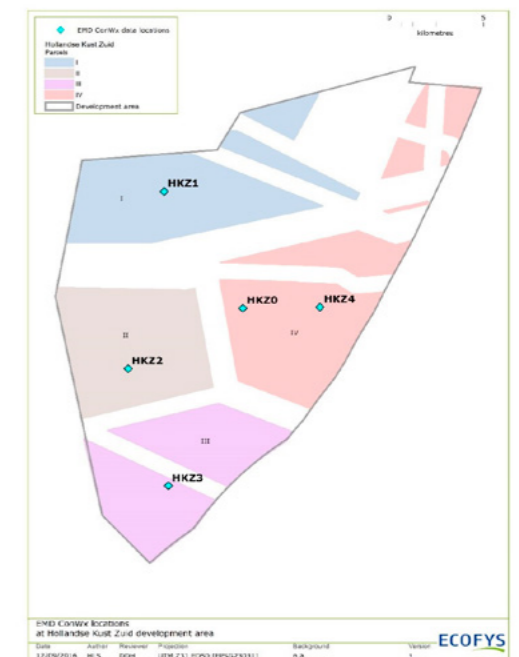 EMD ConWx data locations
Hollandse Kust Zuid
Parcels
I
II
III
IV
Development area
0 5
kilometres
HKZ1
I
HKZ0
HKZ4
II
IV
HKZ2
III
HKZ3
EMD ConWx locations
at Hollandse Kust Zuid development area
Date Author Reviewer Projection Background Version
n.a. 1
ECOFYS